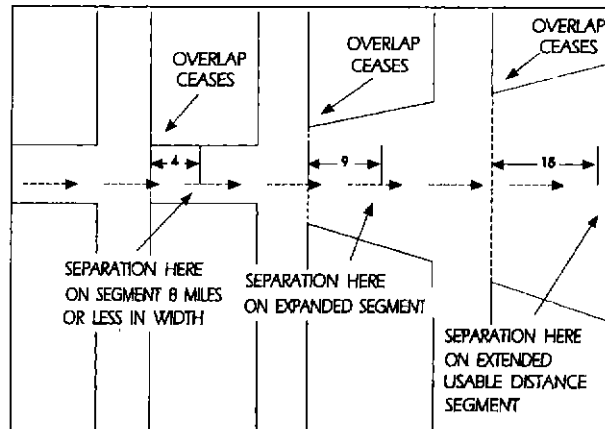 OVERLAP
CEASES
OVERLAP
CEASES
OVERLAP
CEASES
4
9
18
SEPARATION HERE
ON SEGMENT 8 MILES
OR LESS IN WIDTH
SEPARATION HERE
ON EXPANDED SEGMENT
SEPARATION HERE
ON EXTENDED
USABLE DISTANCE
SEGMENT